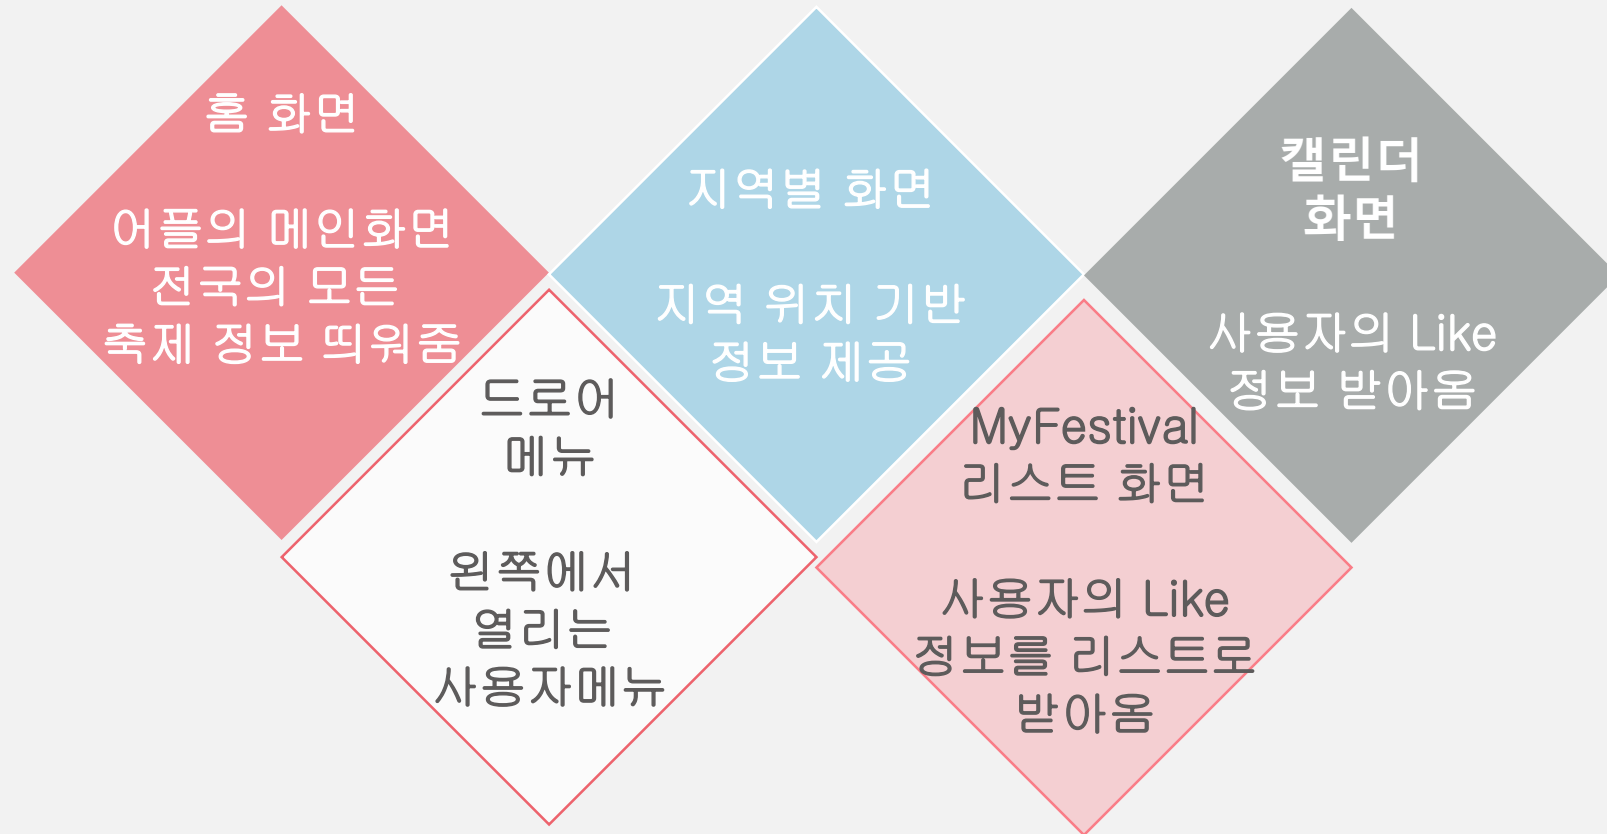 홈 화면
어플의 메인화면
전국의 모든
축제 정보 띄워줌
드로어
메뉴
왼쪽에서
열리는
사용자메뉴
지역별 화면
지역 위치 기반
정보 제공
MyFestival
리스트 화면
사용자의 Like
정보를 리스트로
받아옴
캘린더
화면
사용자의 Like
정보 받아옴